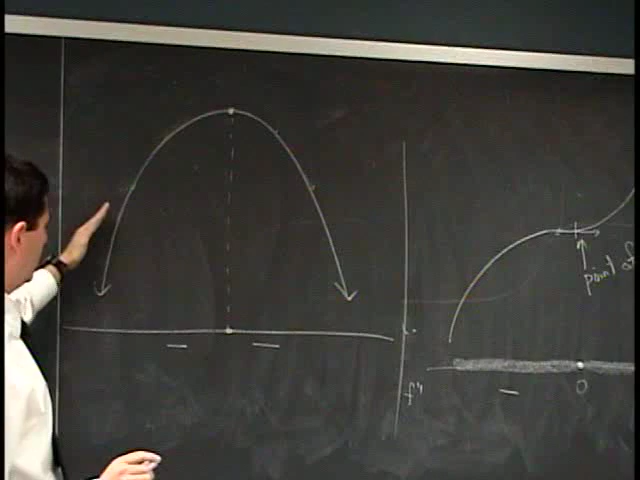 point of
— —
f"
— 0